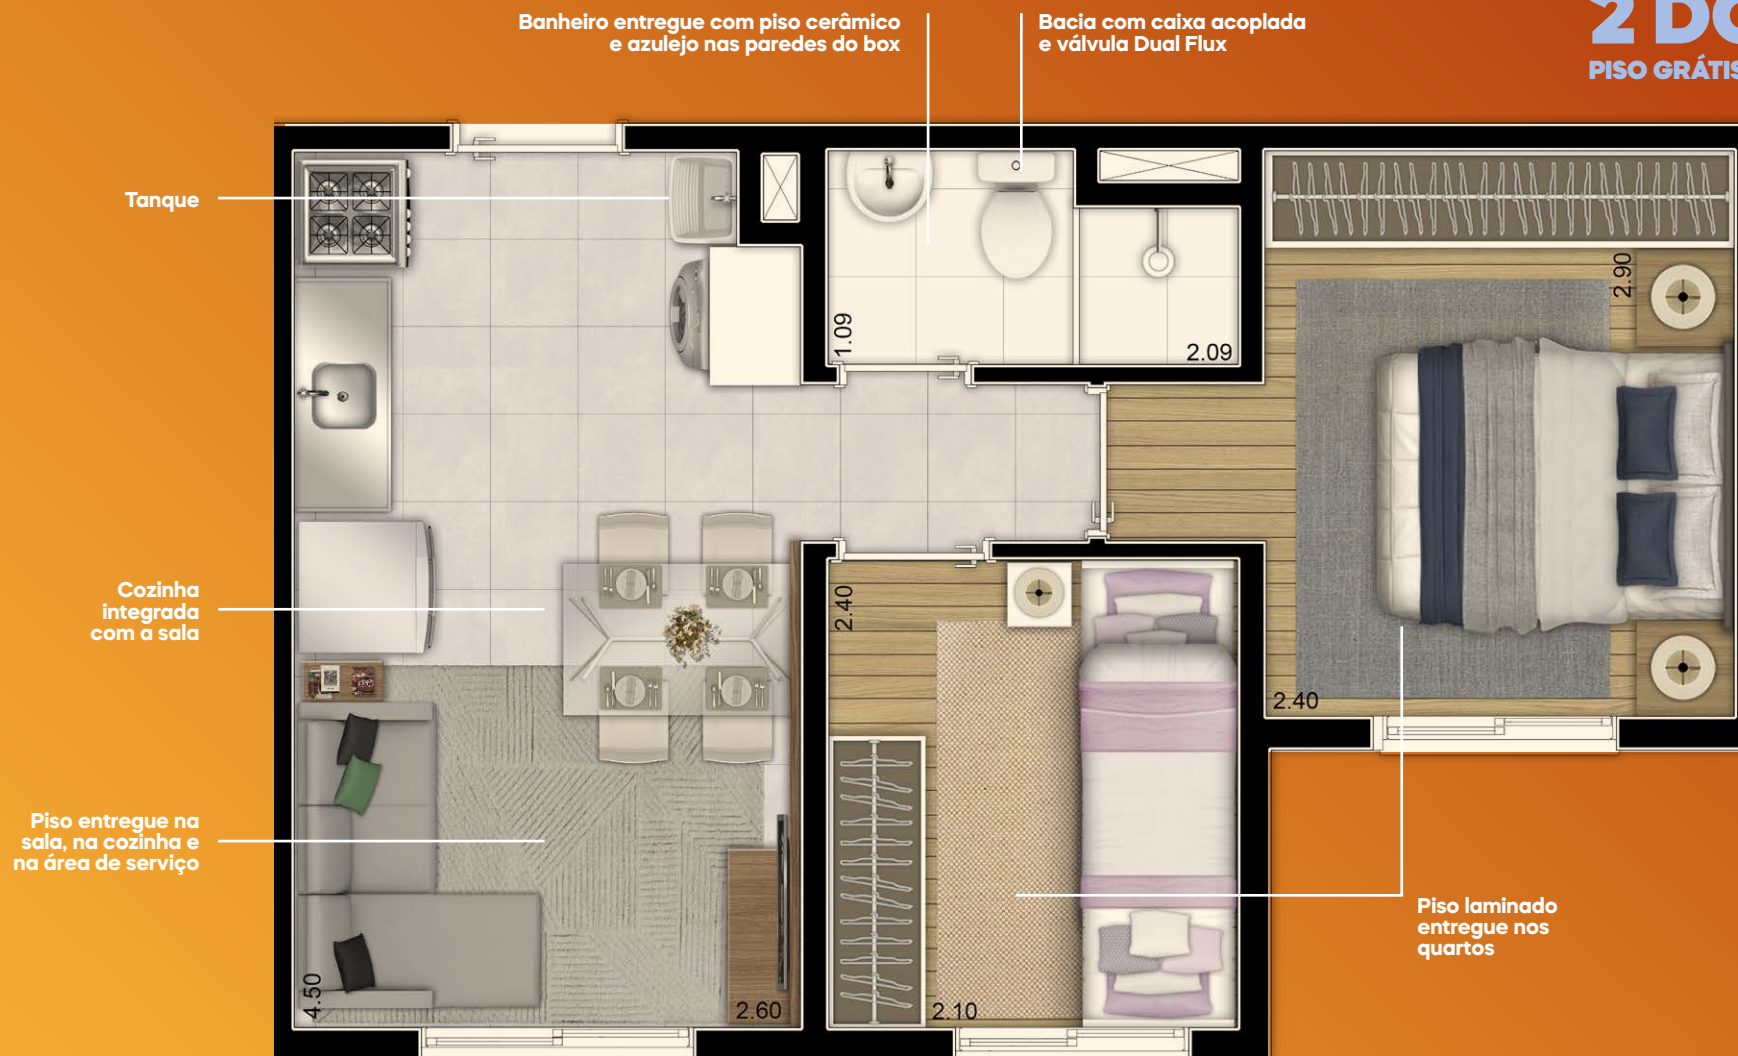 Banheiro entregue com piso cerâmico
e azulejo nas paredes do box
Bacia com caixa acoplada
e válvula Dual Flux
2 DO
PISO GRÁTIS
Tanque
2.90
1.09
2.09
Cozinha
integrada
com a sala
2.40
2.40
Piso entregue na
sala, na cozinha e
na área de serviço
Piso laminado
entregue nos
quartos
4.50
2.60
2.10